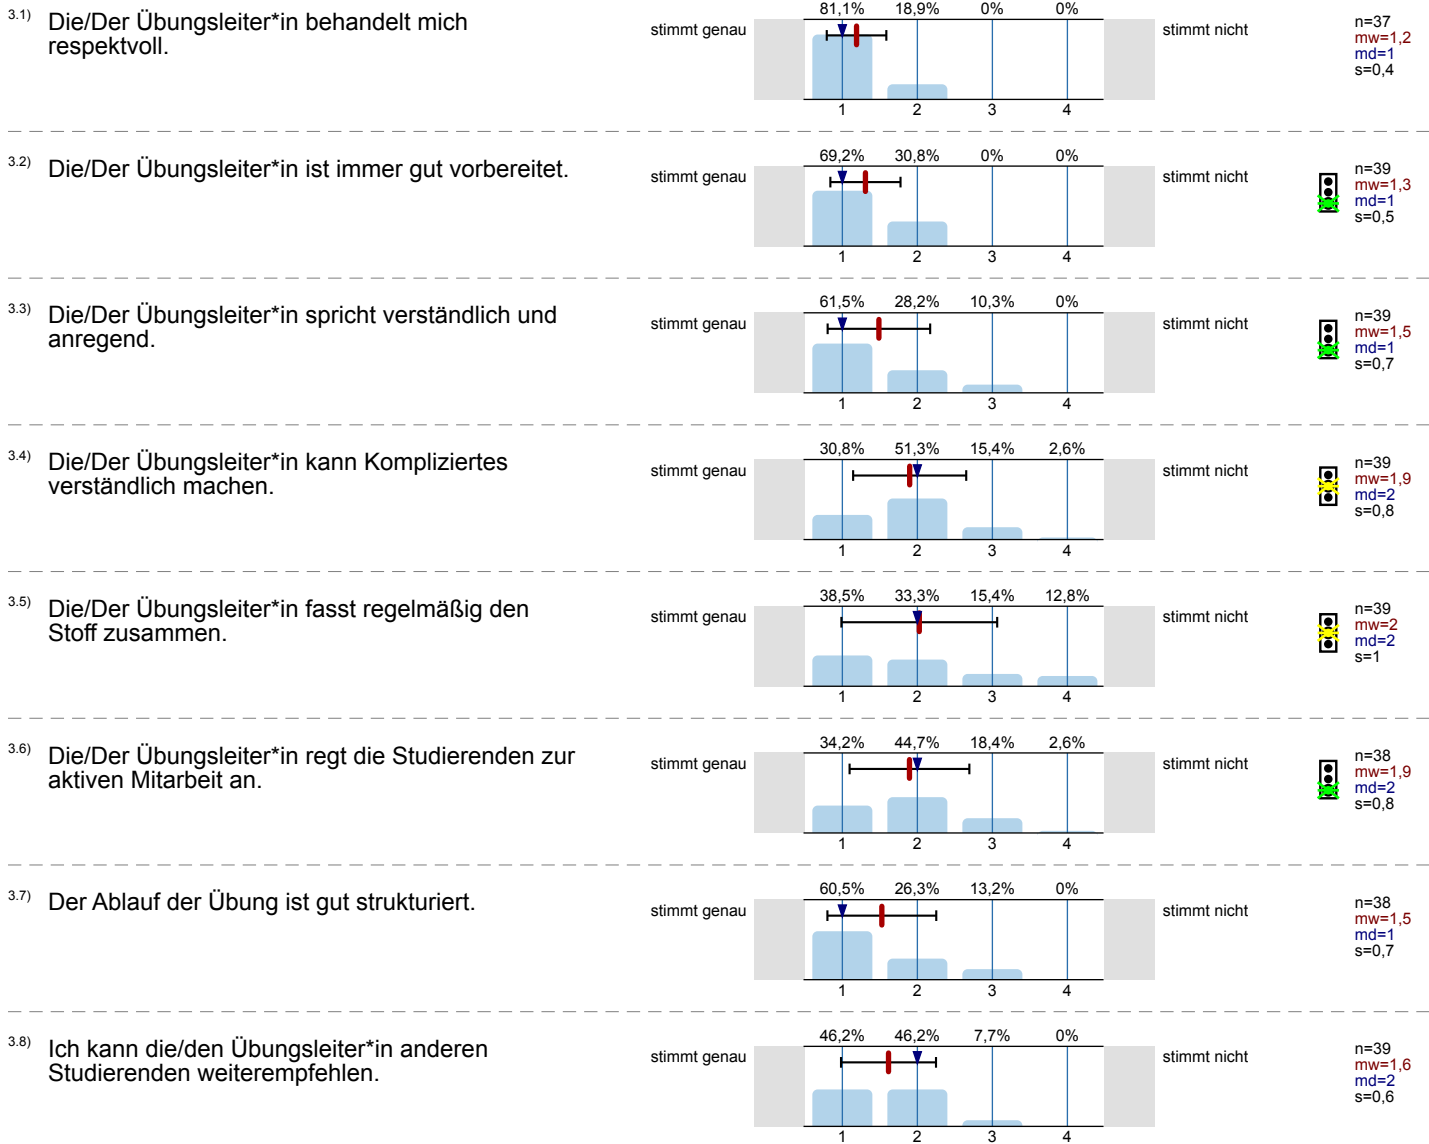 3.1) Die/Der Übungsleiter*in behandelt mich
respektvoll.
stimmt genau
81,1% 18,9% 0% 0%
1 2 3 4
stimmt nicht
n=37
mw=1,2
md=1
s=0,4
3.2) Die/Der Übungsleiter*in ist immer gut vorbereitet.
stimmt genau
69,2% 30,8% 0% 0%
1 2 3 4
stimmt nicht
n=39
mw=1,3
md=1
s=0,5
3.3) Die/Der Übungsleiter*in spricht verständlich und
anregend.
stimmt genau
61,5% 28,2% 10,3% 0%
1 2 3 4
stimmt nicht
n=39
mw=1,5
md=1
s=0,7
3.4) Die/Der Übungsleiter*in kann Kompliziertes
verständlich machen.
stimmt genau
30,8% 51,3% 15,4% 2,6%
1 2 3 4
stimmt nicht
n=39
mw=1,9
md=2
s=0,8
3.5) Die/Der Übungsleiter*in fasst regelmäßig den
Stoff zusammen.
stimmt genau
38,5% 33,3% 15,4% 12,8%
1 2 3 4
stimmt nicht
n=39
mw=2
md=2
s=1
3.6) Die/Der Übungsleiter*in regt die Studierenden zur
aktiven Mitarbeit an.
stimmt genau
34,2% 44,7% 18,4% 2,6%
1 2 3 4
stimmt nicht
n=38
mw=1,9
md=2
s=0,8
3.7) Der Ablauf der Übung ist gut strukturiert.
stimmt genau
60,5% 26,3% 13,2% 0%
1 2 3 4
stimmt nicht
n=38
mw=1,5
md=1
s=0,7
3.8) Ich kann die/den Übungsleiter*in anderen
Studierenden weiterempfehlen.
stimmt genau
46,2% 46,2% 7,7% 0%
1 2 3 4
stimmt nicht
n=39
mw=1,6
md=2
s=0,6